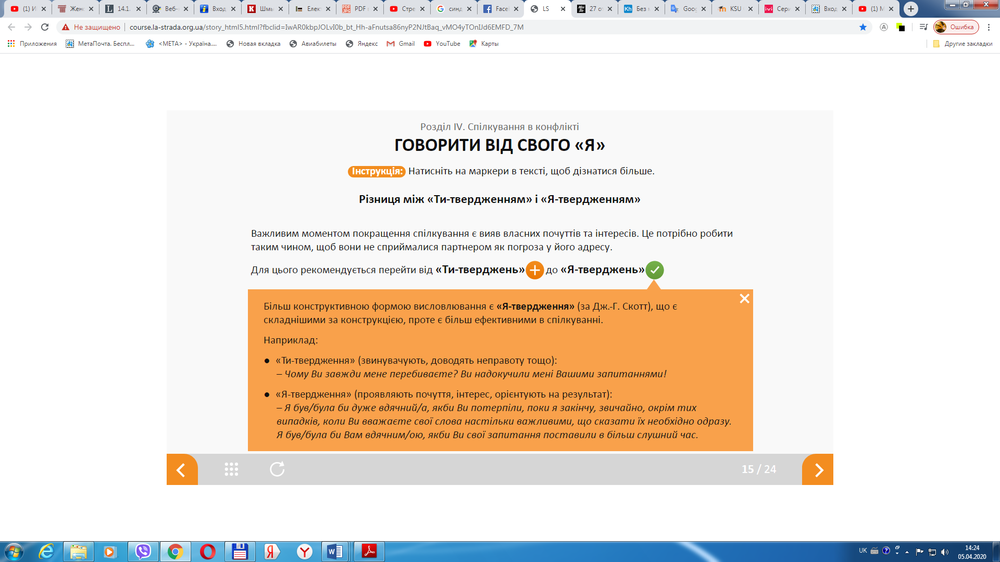 (1) И
Женс
14.1.
Веб-
Вход
Шмы
Елект
PDF
Стре
синд
Facel
LS
27 от
Без
Goog
KSU
Сери
Вход
(1) М
Не защищено
course.la-strada.org.ua/story_html5.html?fbclid=IwAR0kbpJOLvI0b_bt_Hh-aFnutsa86nyP2NJtBaq_vMO4yTOnIJd6EMFD_7M
Ошибка
Приложения
МетаПочта. Беспл...
<META> - Україна....
Новая вкладка
Авиабилеты
Яндекс
Gmail
YouTube
Карты
Другие закладки
Розділ IV. Спілкування в конфлікті
ГОВОРИТИ ВІД СВОГО «Я»
Інструкція: Натисніть на маркери в тексті, щоб дізнатися більше.
Різниця між «Ти-твердженням» і «Я-твердженням»
Важливим моментом покращення спілкування є вияв власних почуттів та інтересів. Це потрібно робити
таким чином, щоб вони не сприймалися партнером як погроза у його адресу.
Для цього рекомендується перейти від «Ти-тверджень» до «Я-тверджень»
Більш конструктивною формою висловлювання є «Я-твердження» (за Дж.-Г. Скотт), що є
складнішими за конструкцією, проте є більш ефективними в спілкуванні.
Наприклад:
● «Ти-твердження» (звинувачують, доводять неправоту тощо):
– Чому Ви завжди мене перебиваєте? Ви надокучили мені Вашими запитаннями!
● «Я-твердження» (проявляють почуття, інтерес, орієнтують на результат):
– Я був/була би дуже вдячний/а, якби Ви потерпіли, поки я закінчу, звичайно, окрім тих
випадків, коли Ви вважаєте свої слова настільки важливими, що сказати їх необхідно одразу.
Я був/була би Вам вдячним/ою, якби Ви свої запитання поставили в більш слушний час.
15 / 24
UK
14:24
05.04.2020